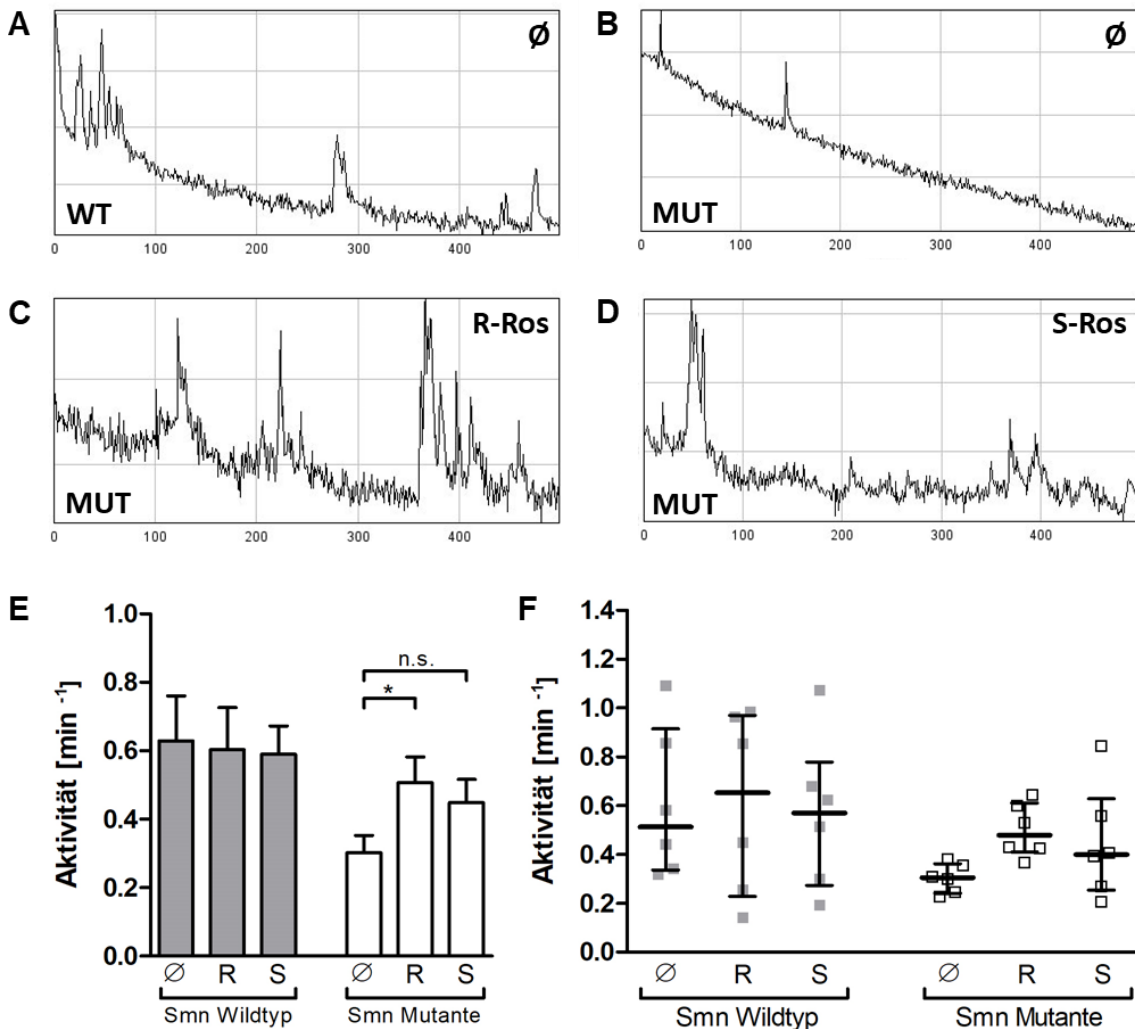 A
Ø
WT
0 100 200 300 400
B
Ø
MUT
0 100 200 300 400
C
R-Ros
MUT
0 100 200 300 400
D
S-Ros
MUT
0 100 200 300 400
E
Aktivität [min -1]
1.0
0.8
0.6
0.4
0.2
0.0
n.s.
*
∅ R S ∅ R S
Smn Wildtyp Smn Mutante
F
Aktivität [min -1]
1.4
1.2
1.0
0.8
0.6
0.4
0.2
0.0
∅ R S ∅ R S
Smn Wildtyp Smn Mutante